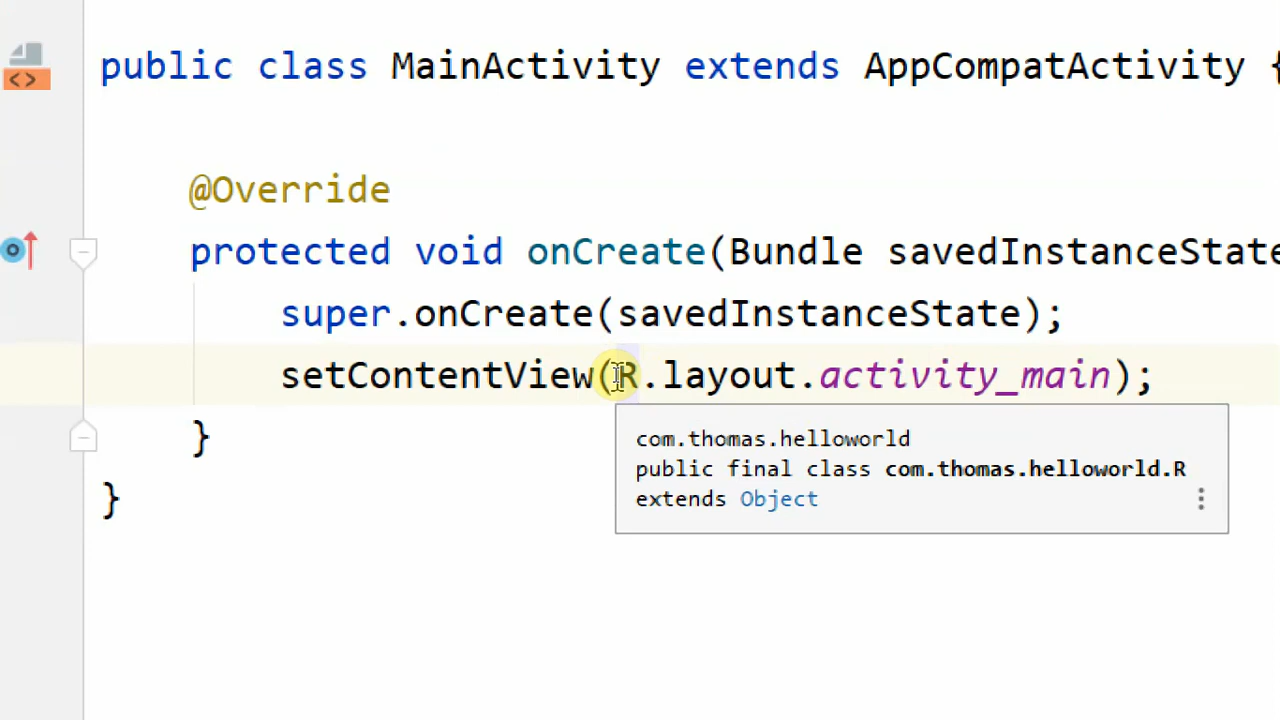 public class MainActivity extends AppCompatActivity {
@Override
protected void onCreate(Bundle savedInstanceState
super.onCreate(savedInstanceState);
setContentView(R.layout.activity_main);
com.thomas.helloworld
public final class com.thomas.helloworld.R
extends Object
}
}